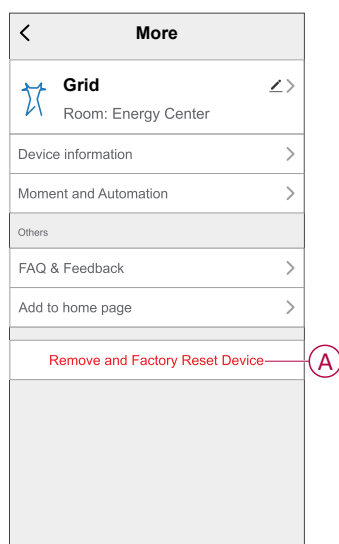 More
Grid
Room: Energy Center
Device information
Moment and Automation
Others
FAQ & Feedback
Add to home page
Remove and Factory Reset Device
A